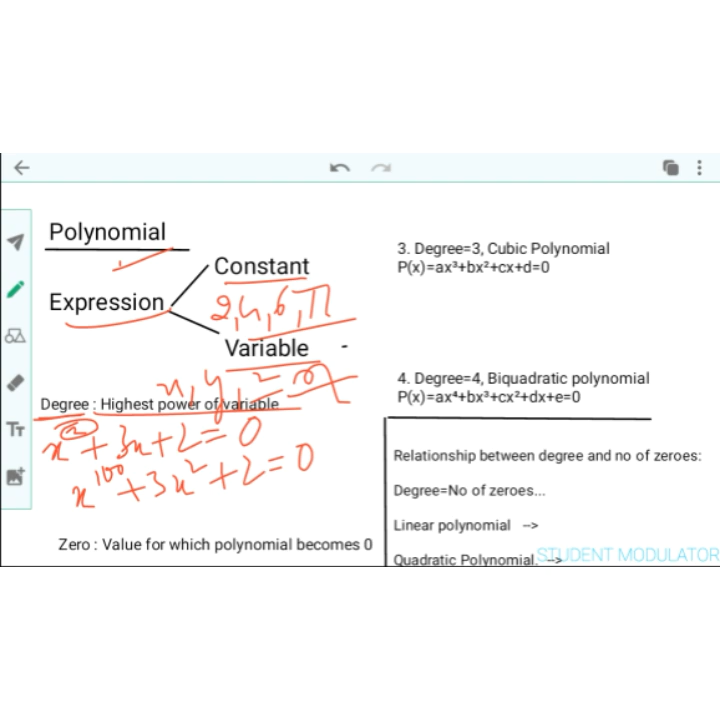 Polynomial
Constant
Expression
2,4,6,π
Variable
x, y, z
Degree : Highest power of variable
x² + 3x + 2 = 0
x¹⁰⁰ + 3x² + 2 = 0
Zero : Value for which polynomial becomes 0
3. Degree=3, Cubic Polynomial
P(x)=ax³+bx²+cx+d=0
4. Degree=4, Biquadratic polynomial
P(x)=ax⁴+bx³+cx²+dx+e=0
Relationship between degree and no of zeroes:
Degree=No of zeroes...
Linear polynomial -->
Quadratic Polynomial. -->
STUDENT MODULATOR